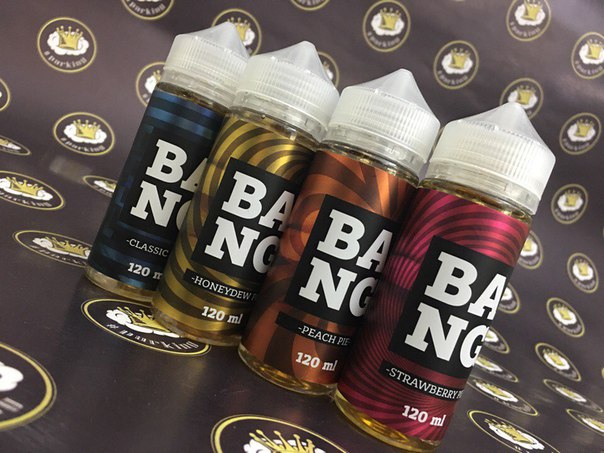 BA
NG
-CLASSIC
120 ml
BA
NG
-HONEYDEW
120 ml
BA
NG
-PEACH PIE
120 ml
BA
NG
-STRAWBERRY
120 ml
#parking